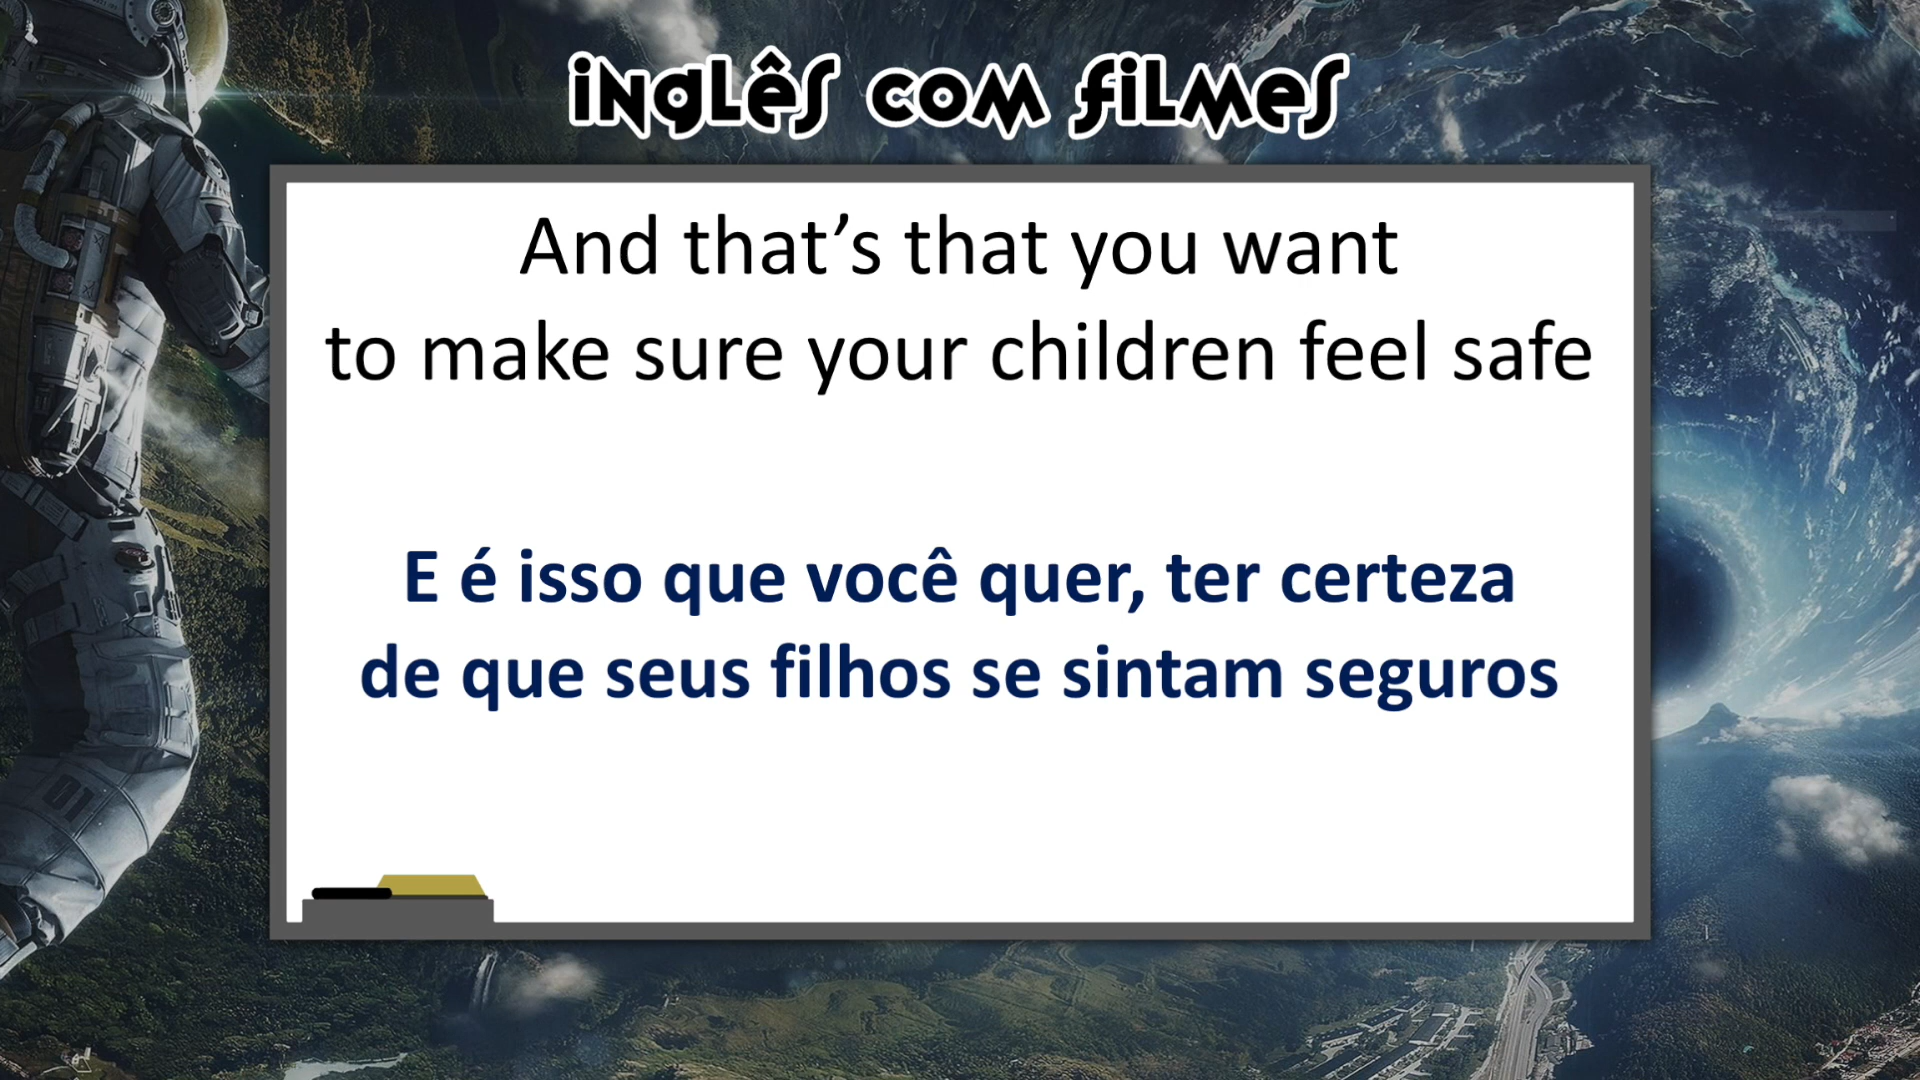 iNgLês com filmes
And that’s that you want
to make sure your children feel safe
E é isso que você quer, ter certeza
de que seus filhos se sintam seguros